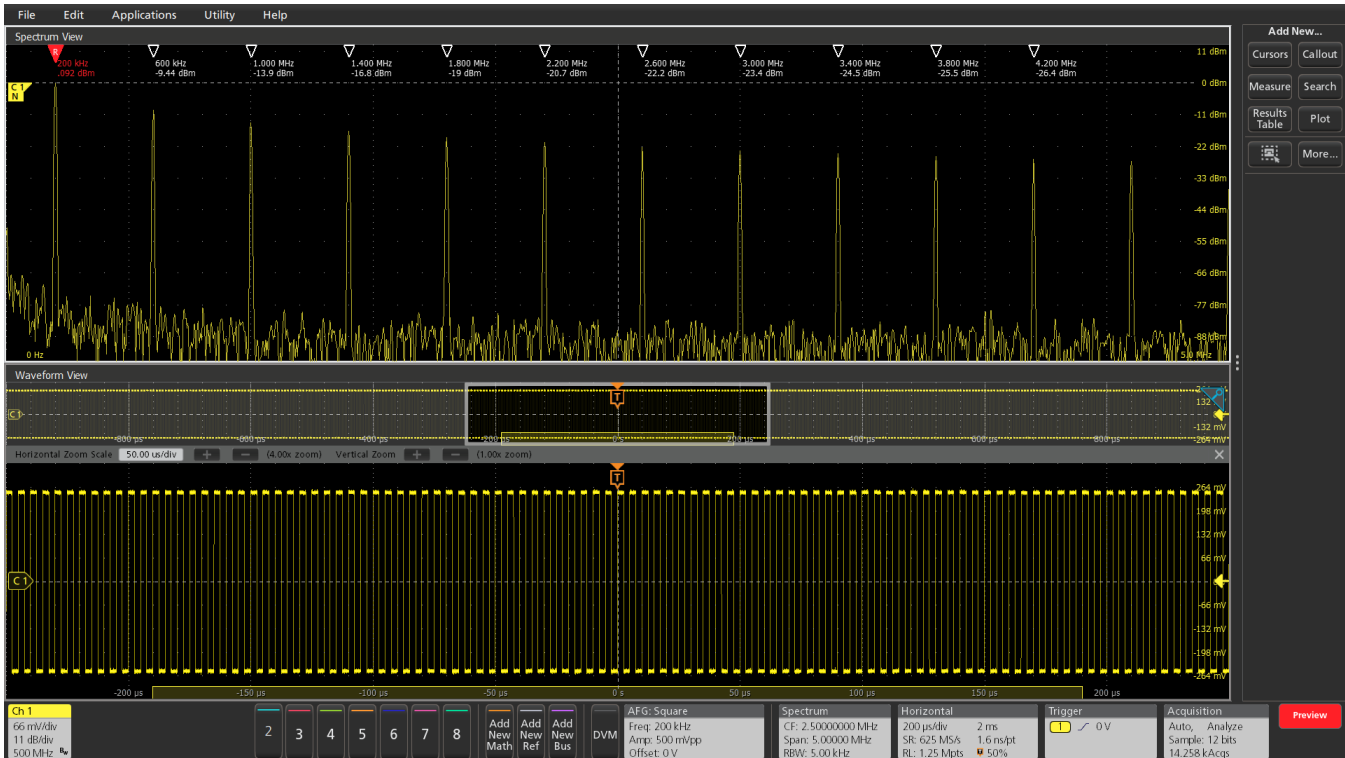 File Edit Applications Utility Help
Add New...
Spectrum View
Cursors Callout
Measure Search
Results Table Plot
More...
R
200 kHz 600 kHz 1.000 MHz 1.400 MHz 1.800 MHz 2.200 MHz 2.600 MHz 3.000 MHz 3.400 MHz 3.800 MHz 4.200 MHz
.092 dBm -9.44 dBm -13.9 dBm -16.8 dBm -19 dBm -20.7 dBm -22.2 dBm -23.4 dBm -24.5 dBm -25.5 dBm -26.4 dBm
11 dBm
0 dBm
C 1
N
-11 dBm
-22 dBm
-33 dBm
-44 dBm
-55 dBm
-66 dBm
-77 dBm
-88 dBm
0 Hz 5.0 MHz
Waveform View
T
C1
132
-132 mV
-264 mV
-800 µs -600 µs -400 µs -200 µs 0 s 200 µs 400 µs 600 µs 800 µs
Horizontal Zoom Scale 50.00 us/div + − (4.00x zoom) Vertical Zoom + − (1.00x zoom)
T
264 mV
198 mV
132 mV
66 mV
C 1
-66 mV
-132 mV
-198 mV
-264 mV
-200 µs -150 µs -100 µs -50 µs 0 s 50 µs 100 µs 150 µs 200 µs
Ch 1
66 mV/div
11 dB/div
500 MHz Bw
2 3 4 5 6 7 8
Add New Math
Add New Ref
Add New Bus
DVM
AFG: Square
Freq: 200 kHz
Amp: 500 mVpp
Offset: 0 V
Spectrum
CF: 2.50000000 MHz
Span: 5.00000 MHz
RBW: 5.00 kHz
Horizontal
200 µs/div 2 ms
SR: 625 MS/s 1.6 ns/pt
RL: 1.25 Mpts 50%
Trigger
1 0 V
Acquisition
Auto, Analyze
Sample: 12 bits
14.258 kAcqs
Preview